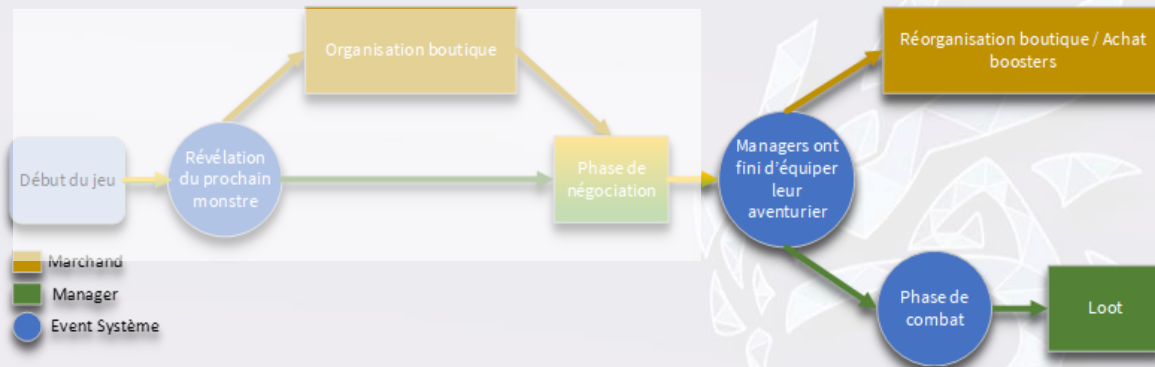 Organisation boutique
Réorganisation boutique / Achat
boosters
Début du jeu
Révélation
du prochain
monstre
Phase de
négociation
Managers ont
fini d'équiper
leur
aventurier
Marchand
Manager
Event Système
Phase de
combat
Loot